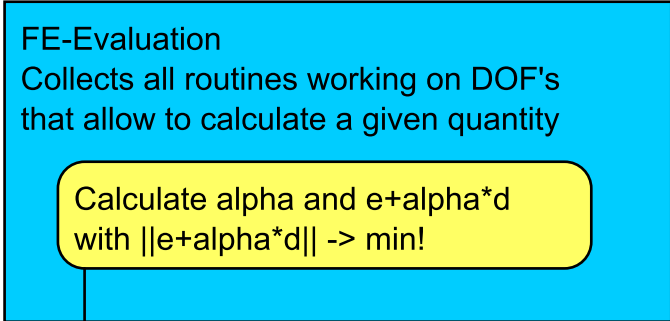 FE-Evaluation
Collects all routines working on DOF's
that allow to calculate a given quantity
Calculate alpha and e+alpha*d
with ||e+alpha*d|| -> min!